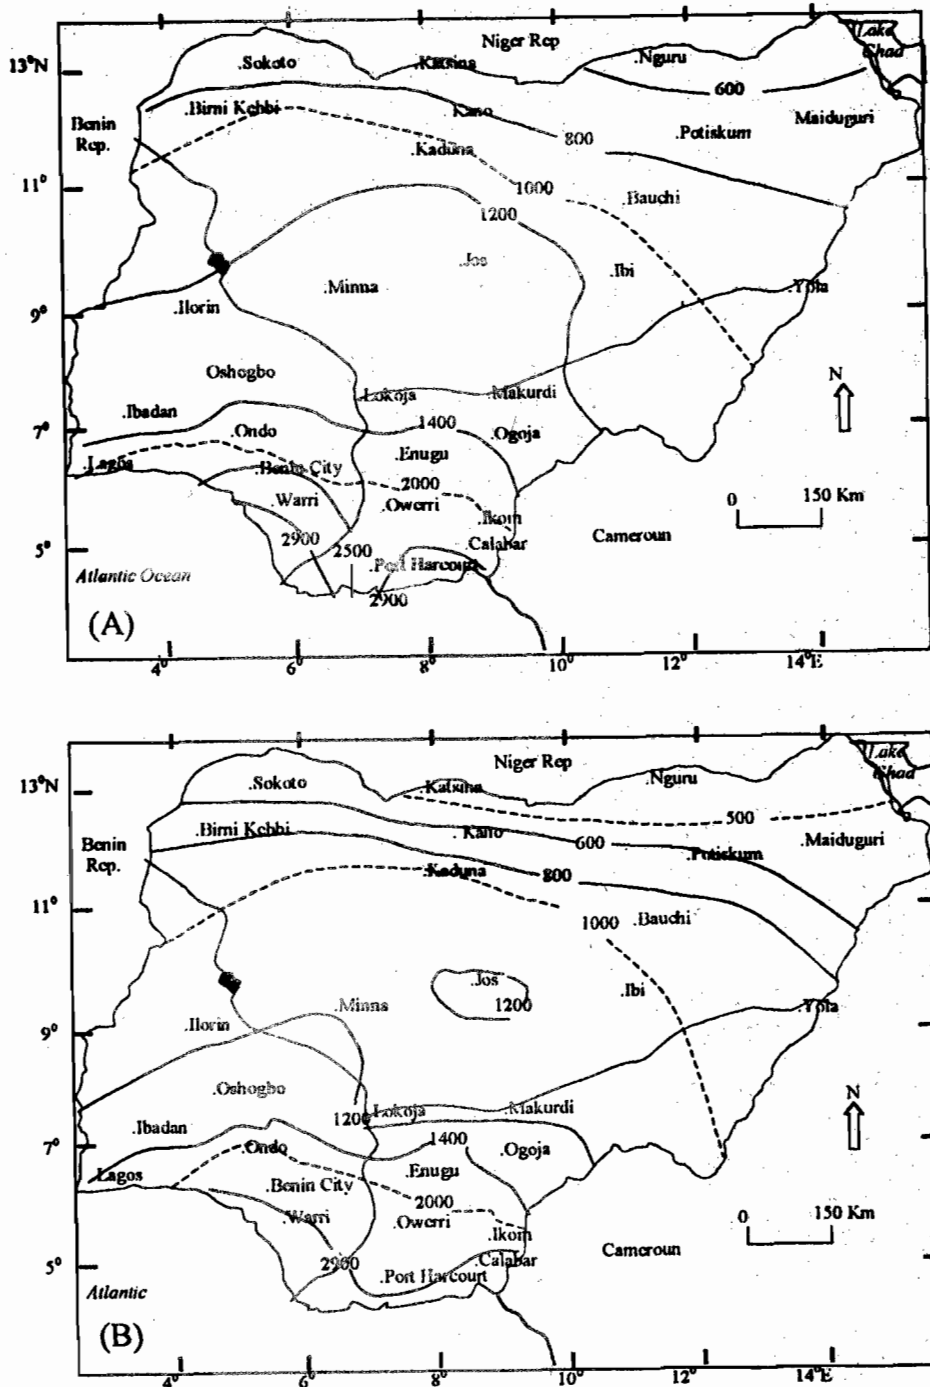 Niger Rep
Lake
Chad
13°N
.Sokoto
.Katsina
.Nguru
600
.Birni Kebbi
Kano
Maiduguri
Benin
Rep.
800
.Potiskum
.Kaduna
11°
1000
.Bauchi
1200
.Jos
.Ibi
.Minna
.Yola
9°
.Ilorin
Oshogbo
N
.Lokoja
.Makurdi
.Ibadan
1400
7°
.Ondo
.Ogoja
.Lagos
.Enugu
.Benin City
2000
0 150 Km
.Warri
.Owerri
.Ikom
2900
2500
Calabar
Cameroun
5°
.Port Harcourt
Atlantic Ocean
2900
(A)
4° 6° 8° 10° 12° 14°E
Niger Rep
Lake
Chad
13°N
.Sokoto
.Katsina
.Nguru
500
.Birni Kebbi
.Kano
600
Maiduguri
Benin
Rep.
.Potiskum
.Kaduna
800
11°
1000
.Bauchi
.Jos
.Ibi
1200
.Minna
.Yola
9°
.Ilorin
.Oshogbo
N
1200
Lokoja
.Makurdi
.Ibadan
1400
7°
.Ondo
.Ogoja
Lagos
.Enugu
.Benin City
2000
0 150 Km
.Warri
.Owerri
.Ikom
2900
.Calabar
Cameroun
5°
.Port Harcourt
Atlantic
(B)
4° 6° 8° 10° 12° 14°E